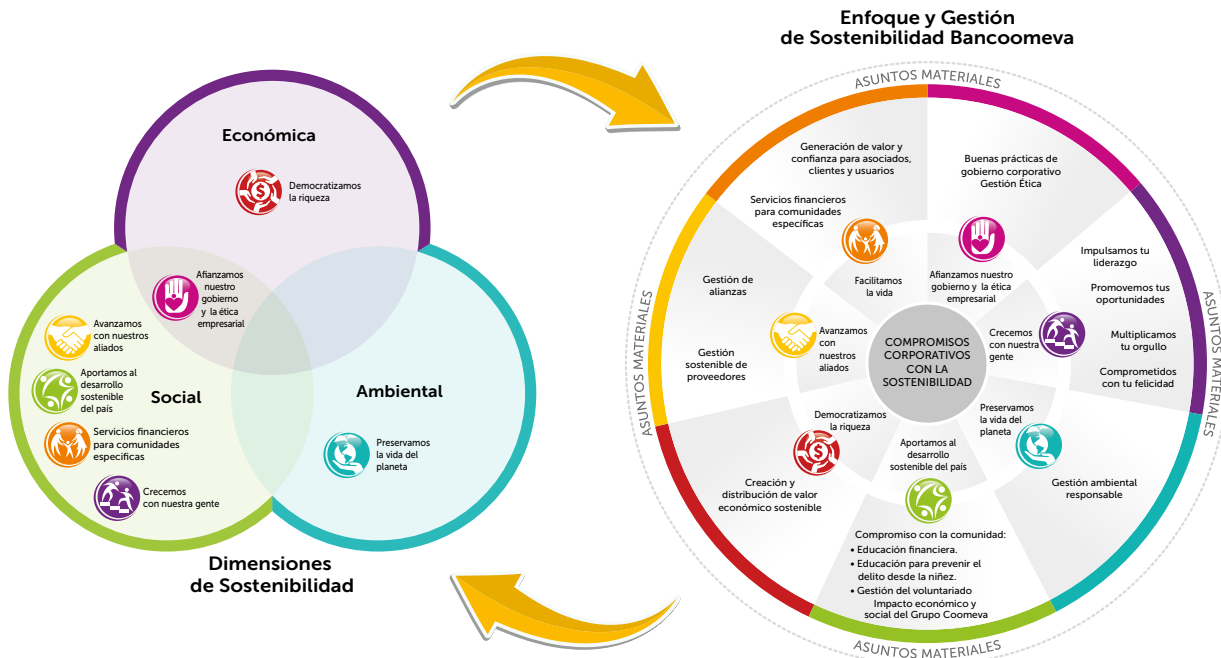 Económica
Democratizamos
la riqueza
Afianzamos
nuestro
gobierno
y la ética
empresarial
Avanzamos
con nuestros
aliados
Aportamos al
desarrollo
sostenible
del país
Servicios financieros
para comunidades
especificas
Crecemos
con nuestra gente
Social
Ambiental
Preservamos
la vida del
planeta
Dimensiones
de Sostenibilidad
Enfoque y Gestión
de Sostenibilidad Bancoomeva
ASUNTOS MATERIALES
ASUNTOS MATERIALES
ASUNTOS MATERIALES
ASUNTOS MATERIALES
Generación de valor y
confianza para asociados,
clientes y usuarios
Servicios financieros
para comunidades
específicas
Facilitamos
la vida
Buenas prácticas de
gobierno corporativo
Gestión Ética
Afianzamos nuestro
gobierno y la ética
empresarial
Impulsamos tu
liderazgo
Promovemos tus
oportunidades
Multiplicamos
tu orgullo
Comprometidos
con tu felicidad
Crecemos
con nuestra
gente
Gestión de
alianzas
Gestión
sostenible de
proveedores
Avanzamos
con
nuestros
aliados
COMPROMISOS
CORPORATIVOS
CON LA
SOSTENIBILIDAD
Preservamos
la vida del
planeta
Gestión ambiental
responsable
Democratizamos
la riqueza
Creación y
distribución de valor
económico sostenible
Aportamos al
desarrollo
sostenible del país
Compromiso con la comunidad:
• Educación financiera.
• Educación para prevenir el
delito desde la niñez.
• Gestión del voluntariado
Impacto económico y
social del Grupo Coomeva